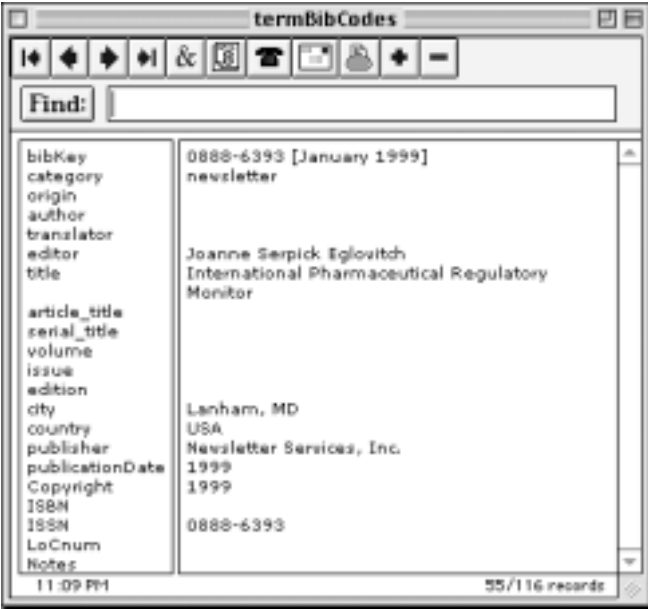 termBibCodes
&
Find:
bibKey 0888-6393 [January 1999]
category newsletter
origin
author
translator
editor Joanne Serpick Eglovitch
title International Pharmaceutical Regulatory
Monitor
article_title
serial_title
volume
issue
edition
city Lanham, MD
country USA
publisher Newsletter Services, Inc.
publicationDate 1999
Copyright 1999
ISBN
ISSN 0888-6393
LoCnum
Notes
11:09 PM 55/116 records